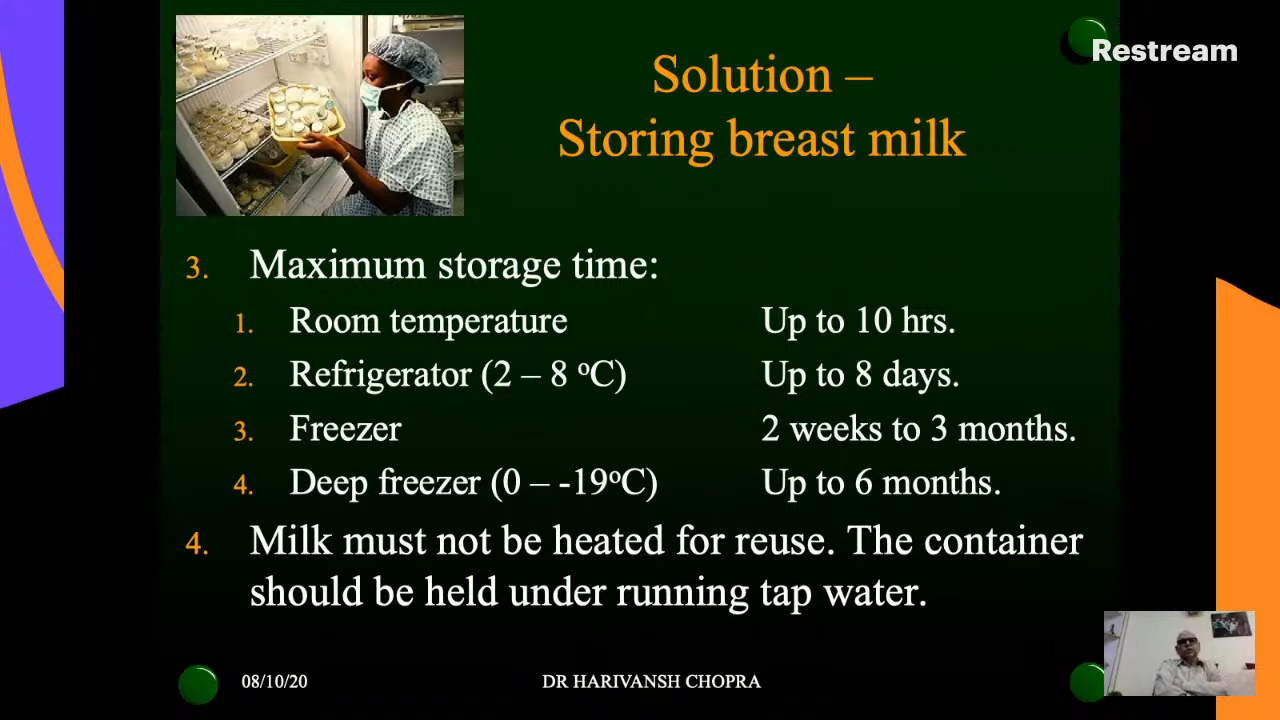 Restream
Solution –
Storing breast milk
3. Maximum storage time:
1. Room temperature Up to 10 hrs.
2. Refrigerator (2 – 8 ºC) Up to 8 days.
3. Freezer 2 weeks to 3 months.
4. Deep freezer (0 – -19ºC) Up to 6 months.
4. Milk must not be heated for reuse. The container
should be held under running tap water.
08/10/20 DR HARIVANSH CHOPRA